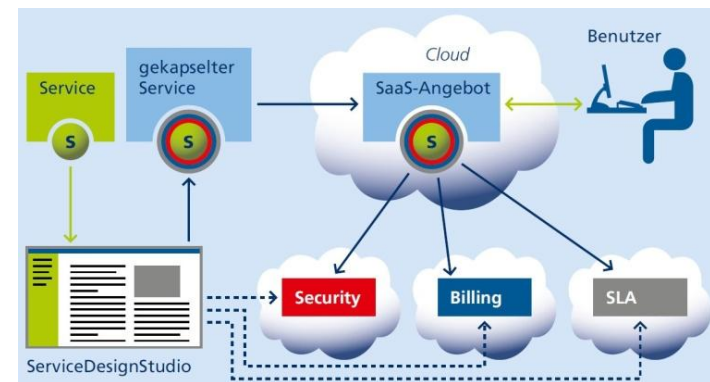 Cloud
Benutzer
Service
gekapselter
Service
SaaS-Angebot
S
S
S
Security
Billing
SLA
ServiceDesignStudio